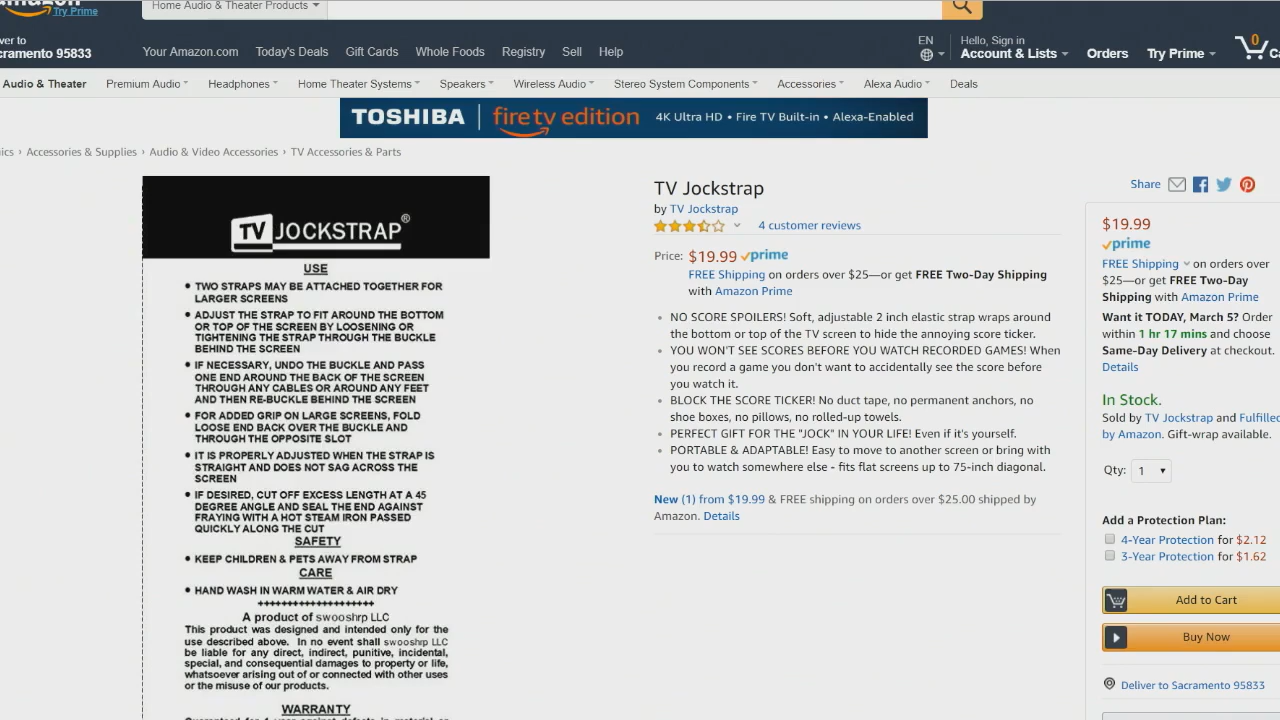 Try Prime
Home Audio & Theater Products
ver to
cramento 95833
Your Amazon.com Today's Deals Gift Cards Whole Foods Registry Sell Help
EN
Hello, Sign in
Account & Lists
Orders
Try Prime
0
Ca
Audio & Theater Premium Audio Headphones Home Theater Systems Speakers Wireless Audio Stereo System Components Accessories Alexa Audio Deals
TOSHIBA | fire tv edition 4K Ultra HD • Fire TV Built-in • Alexa-Enabled
ics › Accessories & Supplies › Audio & Video Accessories › TV Accessories & Parts
TV JOCKSTRAP®
USE
• TWO STRAPS MAY BE ATTACHED TOGETHER FOR
LARGER SCREENS
• ADJUST THE STRAP TO FIT AROUND THE BOTTOM
OR TOP OF THE SCREEN BY LOOSENING OR
TIGHTENING THE STRAP THROUGH THE BUCKLE
BEHIND THE SCREEN
• IF NECESSARY, UNDO THE BUCKLE AND PASS
ONE END AROUND THE BACK OF THE SCREEN
THROUGH ANY CABLES OR AROUND ANY FEET
AND THEN RE-BUCKLE BEHIND THE SCREEN
• FOR ADDED GRIP ON LARGE SCREENS, FOLD
LOOSE END BACK OVER THE BUCKLE AND
THROUGH THE OPPOSITE SLOT
• IT IS PROPERLY ADJUSTED WHEN THE STRAP IS
STRAIGHT AND DOES NOT SAG ACROSS THE
SCREEN
• IF DESIRED, CUT OFF EXCESS LENGTH AT A 45
DEGREE ANGLE AND SEAL THE END AGAINST
FRAYING WITH A HOT STEAM IRON PASSED
QUICKLY ALONG THE CUT
SAFETY
• KEEP CHILDREN & PETS AWAY FROM STRAP
CARE
• HAND WASH IN WARM WATER & AIR DRY
++++++++++++++++++++
A product of swooshrp LLC
This product was designed and intended only for the
use described above. In no event shall swooshrp LLC
be liable for any direct, indirect, punitive, incidental,
special, and consequential damages to property or life,
whatsoever arising out of or connected with other uses
or the misuse of our products.
WARRANTY
TV Jockstrap
by TV Jockstrap
4 customer reviews
Price: $19.99 prime
FREE Shipping on orders over $25—or get FREE Two-Day Shipping
with Amazon Prime
• NO SCORE SPOILERS! Soft, adjustable 2 inch elastic strap wraps around
the bottom or top of the TV screen to hide the annoying score ticker.
• YOU WON'T SEE SCORES BEFORE YOU WATCH RECORDED GAMES! When
you record a game you don't want to accidentally see the score before
you watch it.
• BLOCK THE SCORE TICKER! No duct tape, no permanent anchors, no
shoe boxes, no pillows, no rolled-up towels.
• PERFECT GIFT FOR THE "JOCK" IN YOUR LIFE! Even if it's yourself.
• PORTABLE & ADAPTABLE! Easy to move to another screen or bring with
you to watch somewhere else - fits flat screens up to 75-inch diagonal.
New (1) from $19.99 & FREE shipping on orders over $25.00 shipped by
Amazon. Details
Share
$19.99
prime
FREE Shipping on orders over
$25—or get FREE Two-Day
Shipping with Amazon Prime
Want it TODAY, March 5? Order
within 1 hr 17 mins and choose
Same-Day Delivery at checkout.
Details
In Stock.
Sold by TV Jockstrap and Fulfilled
by Amazon. Gift-wrap available.
Qty: 1
Add a Protection Plan:
4-Year Protection for $2.12
3-Year Protection for $1.62
Add to Cart
Buy Now
Deliver to Sacramento 95833